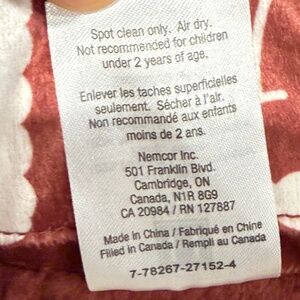 Spot clean only. Air dry.
Not recommended for children
under 2 years of age.
Enlever les taches superficielles
seulement. Sécher à l'air.
Non recommandé aux enfants
moins de 2 ans.
Nemcor Inc.
501 Franklin Blvd.
Cambridge, ON
Canada, N1R 8G9
CA 20984 / RN 127887
Made in China / Fabriqué en Chine
Filled in Canada / Rempli au Canada
7-78267-27152-4